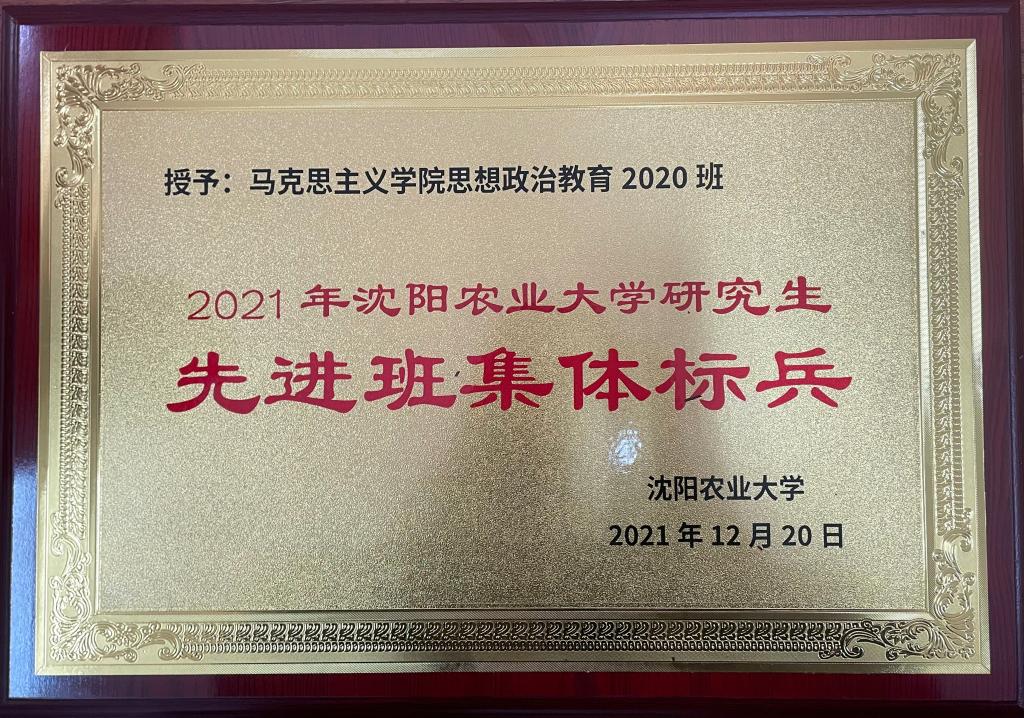 授予：马克思主义学院思想政治教育 2020 班
2021 年沈阳农业大学研究生
先进班集体标兵
沈阳农业大学
2021 年 12 月 20 日